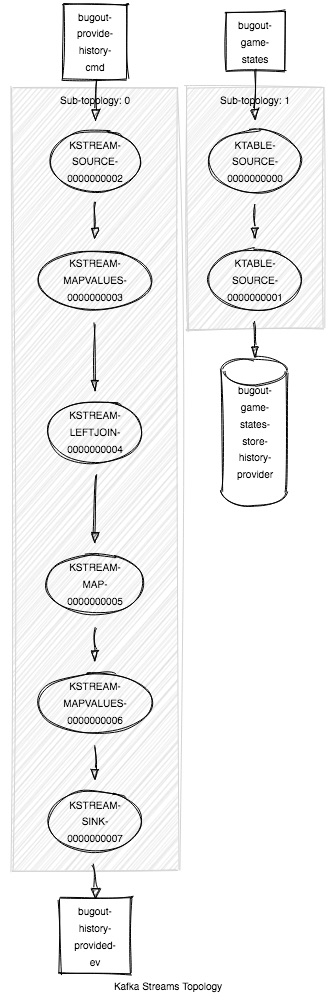 bugout-
provide-
history-
cmd
Sub-topology: 0
KSTREAM-
SOURCE-
0000000002
KSTREAM-
MAPVALUES-
0000000003
KSTREAM-
LEFTJOIN-
0000000004
KSTREAM-
MAP-
0000000005
KSTREAM-
MAPVALUES-
0000000006
KSTREAM-
SINK-
0000000007
bugout-
history-
provided-
ev
bugout-
game-
states
Sub-topology: 1
KTABLE-
SOURCE-
0000000000
KTABLE-
SOURCE-
0000000001
bugout-
game-
states-
store-
history-
provider
Kafka Streams Topology